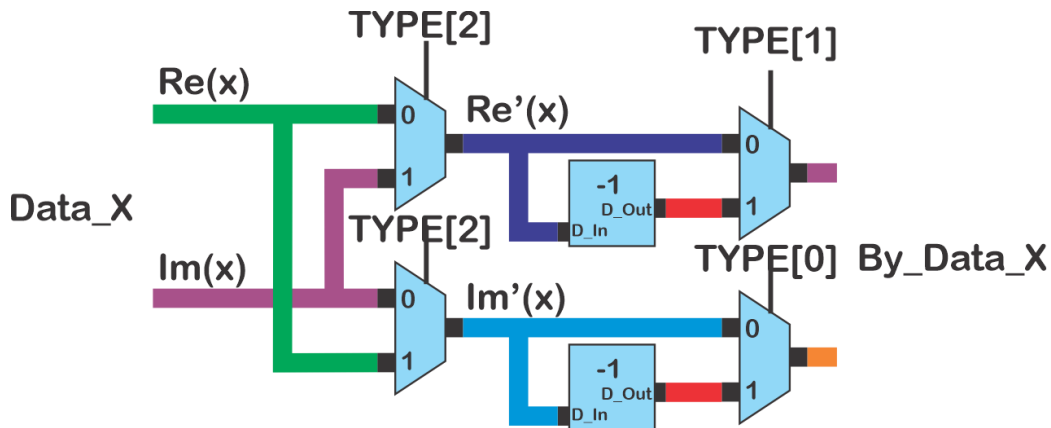 TYPE[2]
TYPE[1]
Re(x)
0
Re’(x)
0
1
-1
D_Out
1
D_In
Data_X
TYPE[2]
Im(x)
TYPE[0] By_Data_X
0
Im’(x)
0
1
-1
D_Out
1
D_In